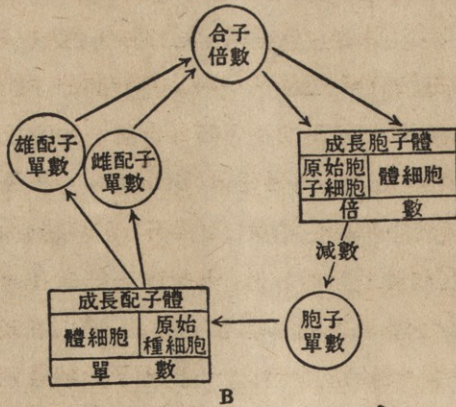 合子
倍數
雄配子
單數
雌配子
單數
成長胞子體
原始胞
子細胞
體細胞
倍 數
減數
胞子
單數
成長配子體
體細胞
原始
種細胞
單 數
B